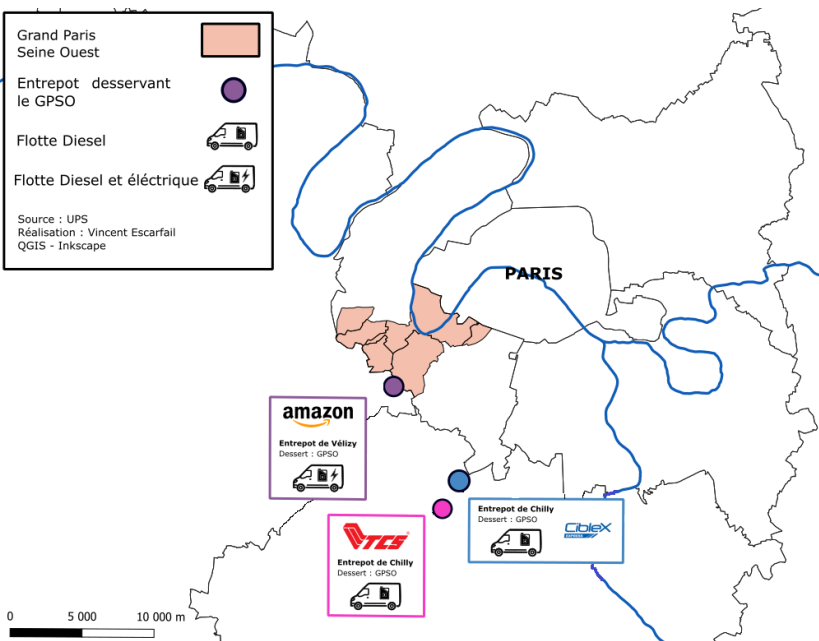 Grand Paris
Seine Ouest
Entrepot desservant
le GPSO
Flotte Diesel
Flotte Diesel et éléctrique
Source : UPS
Réalisation : Vincent Escarfail
QGIS - Inkscape
PARIS
amazon
Entrepot de Vélizy
Dessert : GPSO
TCS
Entrepot de Chilly
Dessert : GPSO
Entrepot de Chilly
Dessert : GPSO
CibleX
EXPRESS
0 5 000 10 000 m